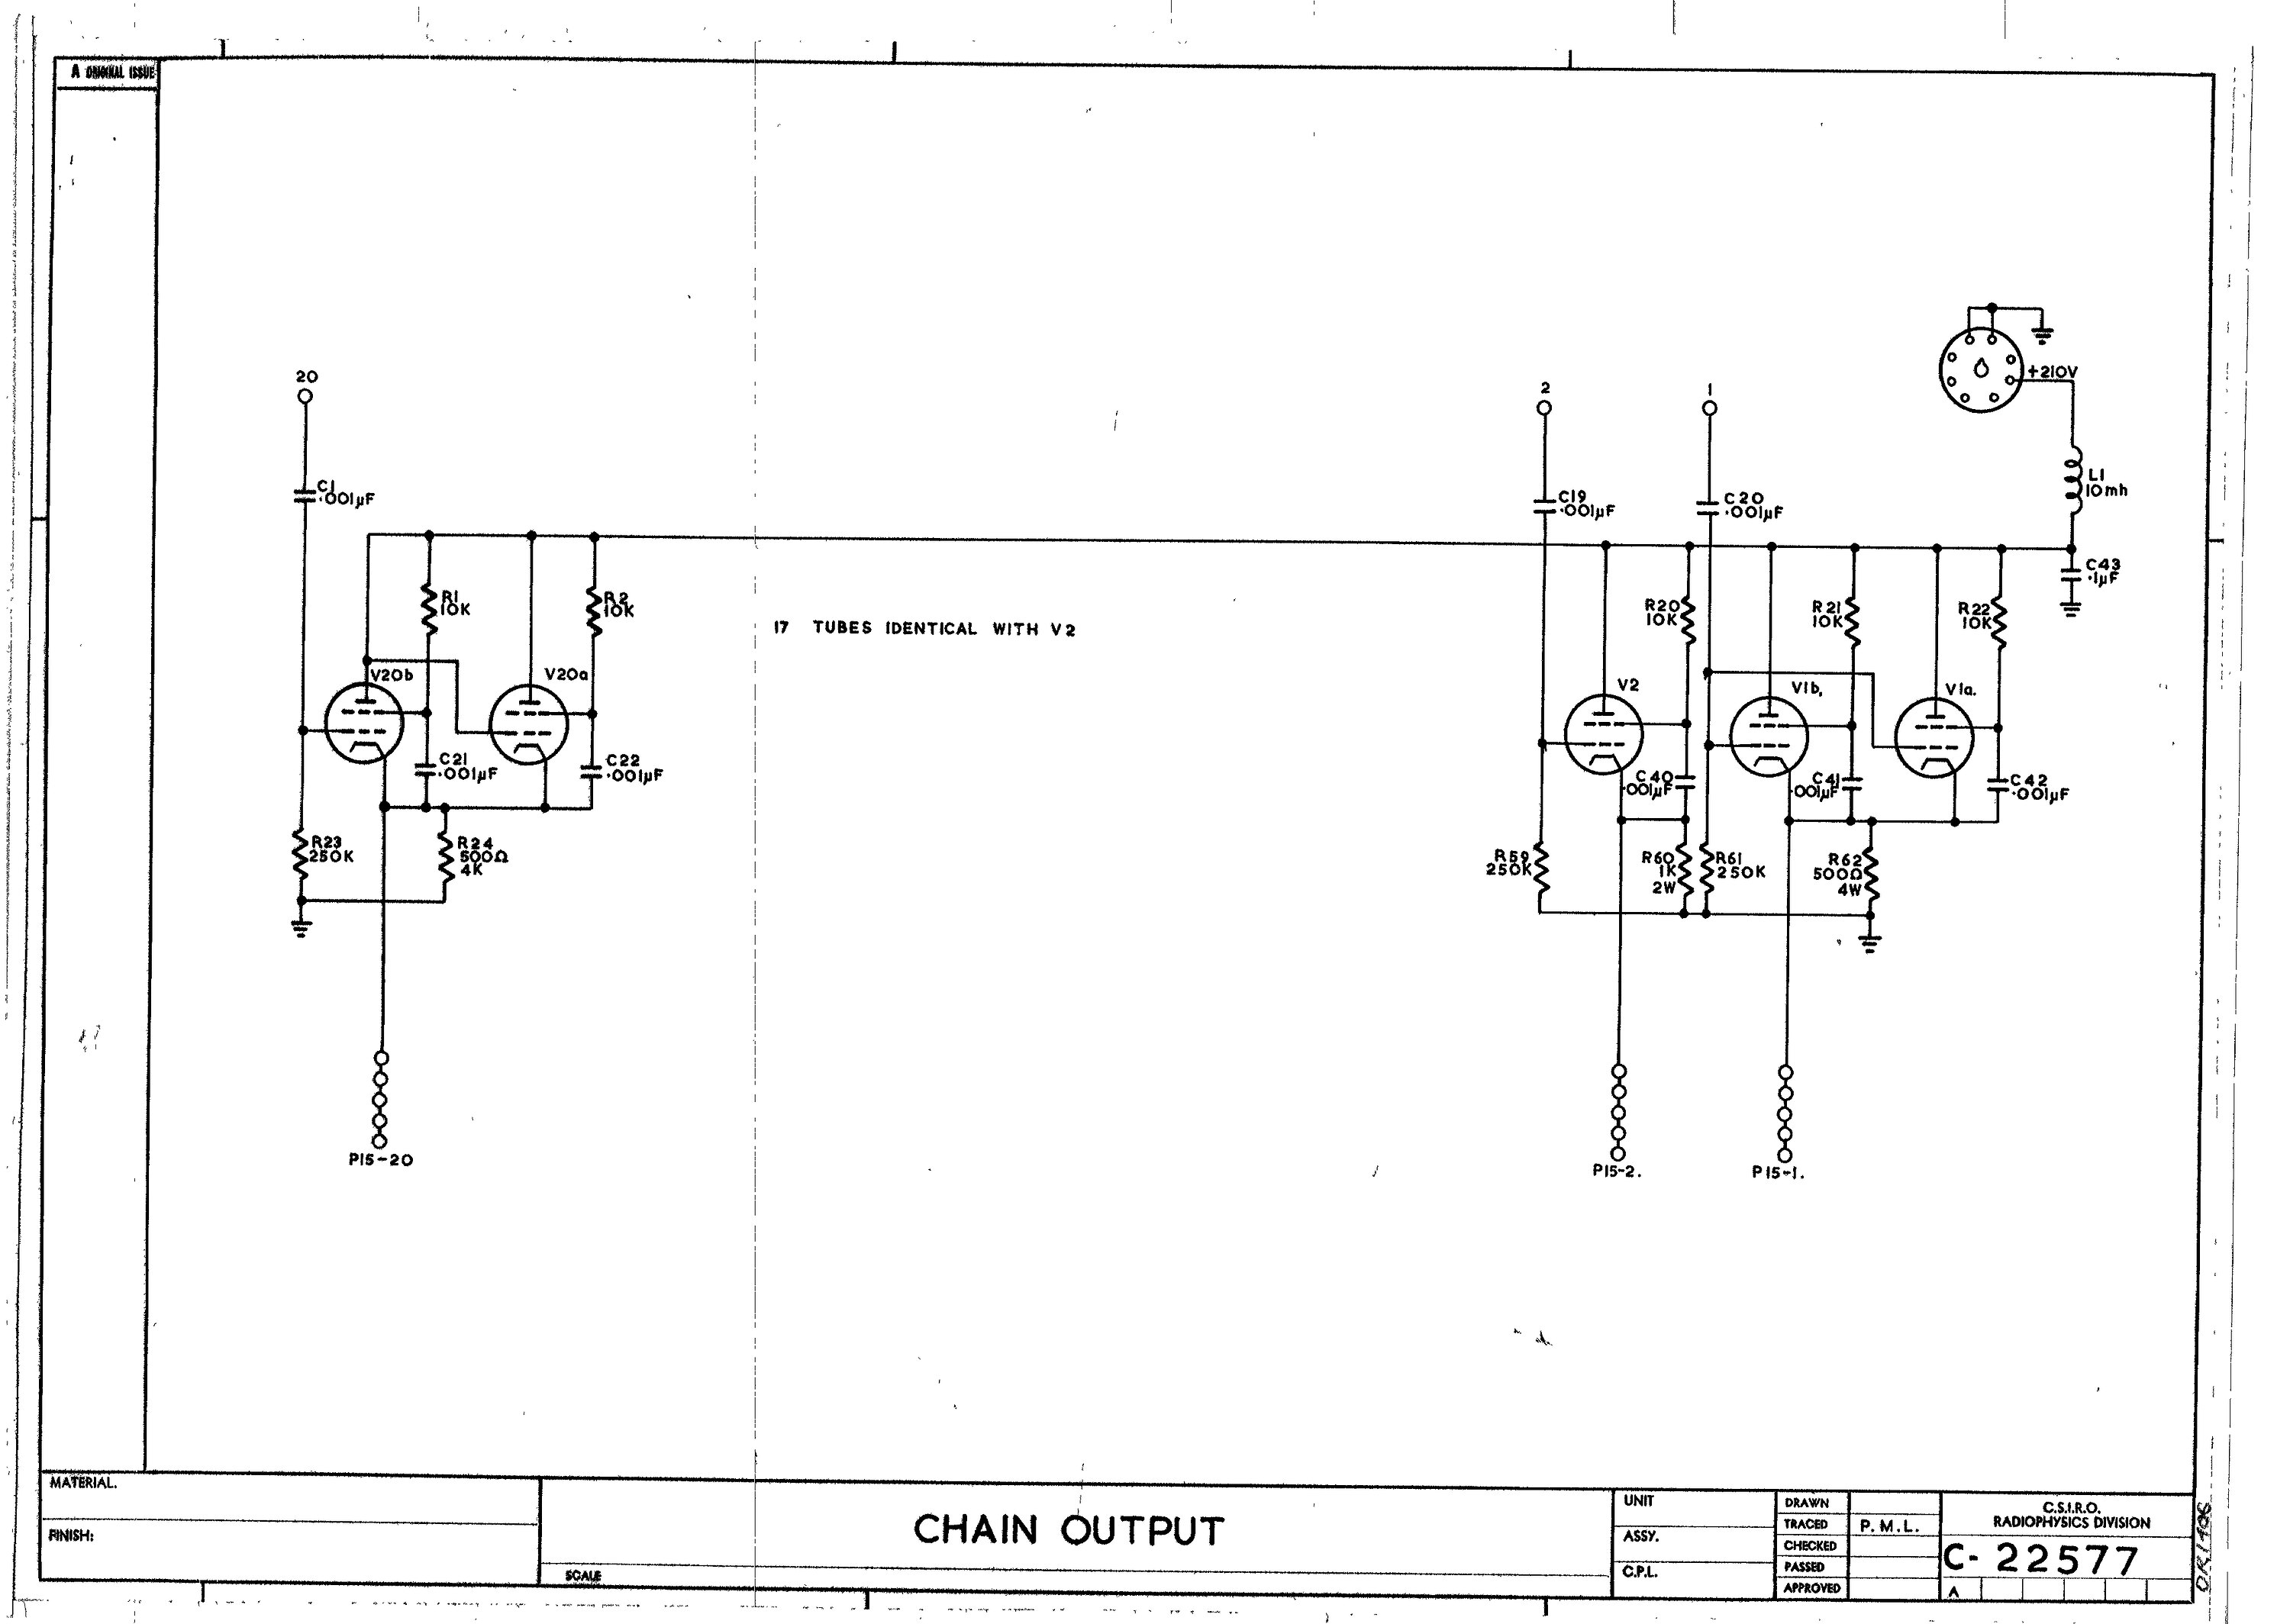 A ORIGINAL ISSUE
20
C1
.001µF
R1
10K
R2
10K
V20b
V20a
C21
.001µF
C22
.001µF
R23
250K
R24
500Ω
4K
P15-20
17 TUBES IDENTICAL WITH V2
2
1
+210V
L1
10mh
C19
.001µF
C20
.001µF
C43
.1µF
R20
10K
R21
10K
R22
10K
V2
V1b,
V1a.
C40
.001µF
C41
.001µF
C42
.001µF
R59
250K
R60
1K
2W
R61
250K
R62
500Ω
4W
P15-2.
P15-1.
MATERIAL.
FINISH:
CHAIN OUTPUT
SCALE
UNIT
ASSY.
C.P.L.
DRAWN
TRACED P.M.L.
CHECKED
PASSED
APPROVED
C.S.I.R.O.
RADIOPHYSICS DIVISION
C- 22577
A